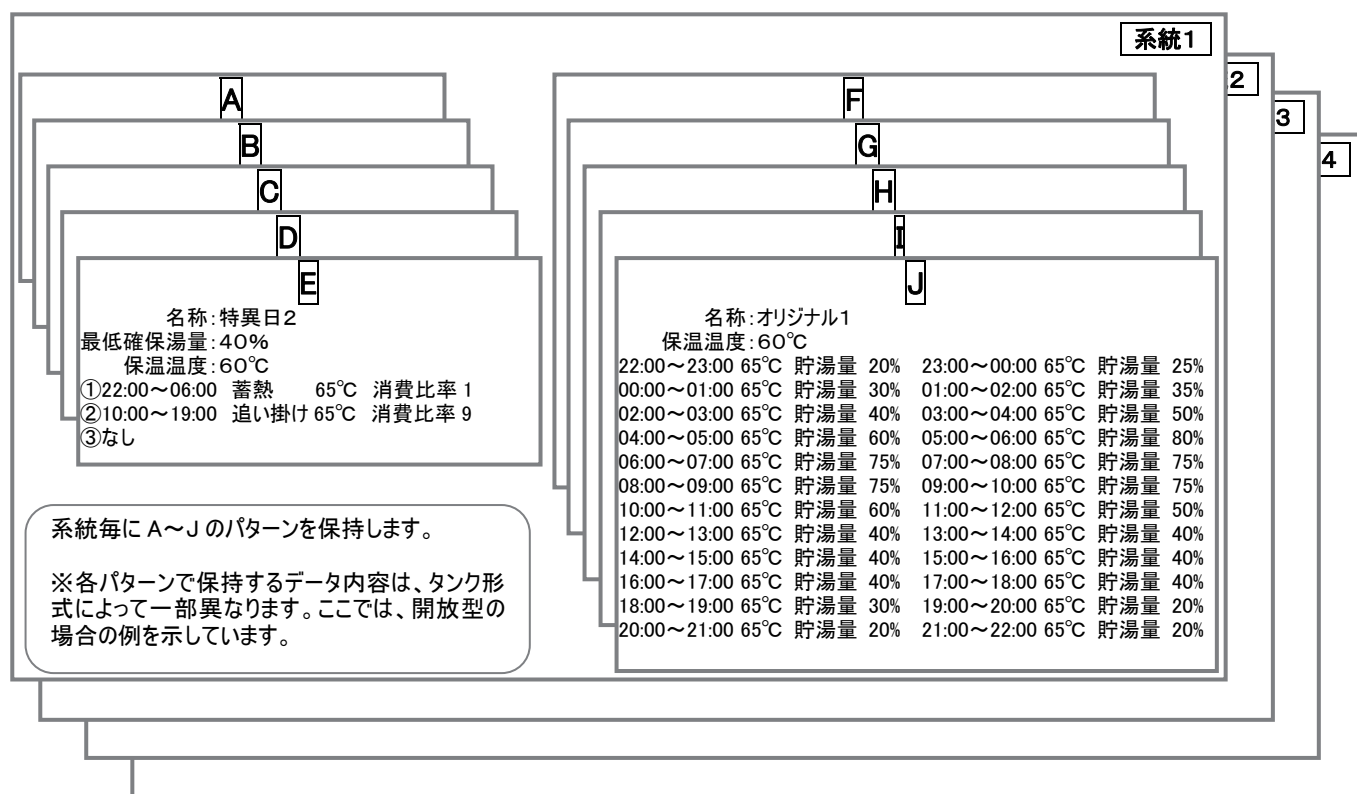 系統1
2
3
4
A
B
C
D
E
名称:特異日2
最低確保湯量:40%
保温温度:60℃
①22:00～06:00 蓄熱 65℃ 消費比率 1
②10:00～19:00 追い掛け 65℃ 消費比率 9
③なし
系統毎に A～J のパターンを保持します。
※各パターンで保持するデータ内容は、タンク形
式によって一部異なります。ここでは、開放型の
場合の例を示しています。
F
G
H
I
J
名称:オリジナル1
保温温度:60℃
22:00～23:00 65℃ 貯湯量 20% 23:00～00:00 65℃ 貯湯量 25%
00:00～01:00 65℃ 貯湯量 30% 01:00～02:00 65℃ 貯湯量 35%
02:00～03:00 65℃ 貯湯量 40% 03:00～04:00 65℃ 貯湯量 50%
04:00～05:00 65℃ 貯湯量 60% 05:00～06:00 65℃ 貯湯量 80%
06:00～07:00 65℃ 貯湯量 75% 07:00～08:00 65℃ 貯湯量 75%
08:00～09:00 65℃ 貯湯量 75% 09:00～10:00 65℃ 貯湯量 75%
10:00～11:00 65℃ 貯湯量 60% 11:00～12:00 65℃ 貯湯量 50%
12:00～13:00 65℃ 貯湯量 40% 13:00～14:00 65℃ 貯湯量 40%
14:00～15:00 65℃ 貯湯量 40% 15:00～16:00 65℃ 貯湯量 40%
16:00～17:00 65℃ 貯湯量 40% 17:00～18:00 65℃ 貯湯量 40%
18:00～19:00 65℃ 貯湯量 30% 19:00～20:00 65℃ 貯湯量 20%
20:00～21:00 65℃ 貯湯量 20% 21:00～22:00 65℃ 貯湯量 20%